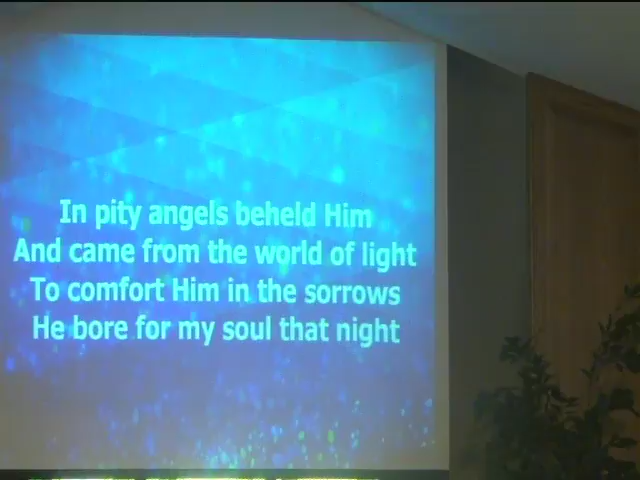 In pity angels beheld Him
And came from the world of light
To comfort Him in the sorrows
He bore for my soul that night